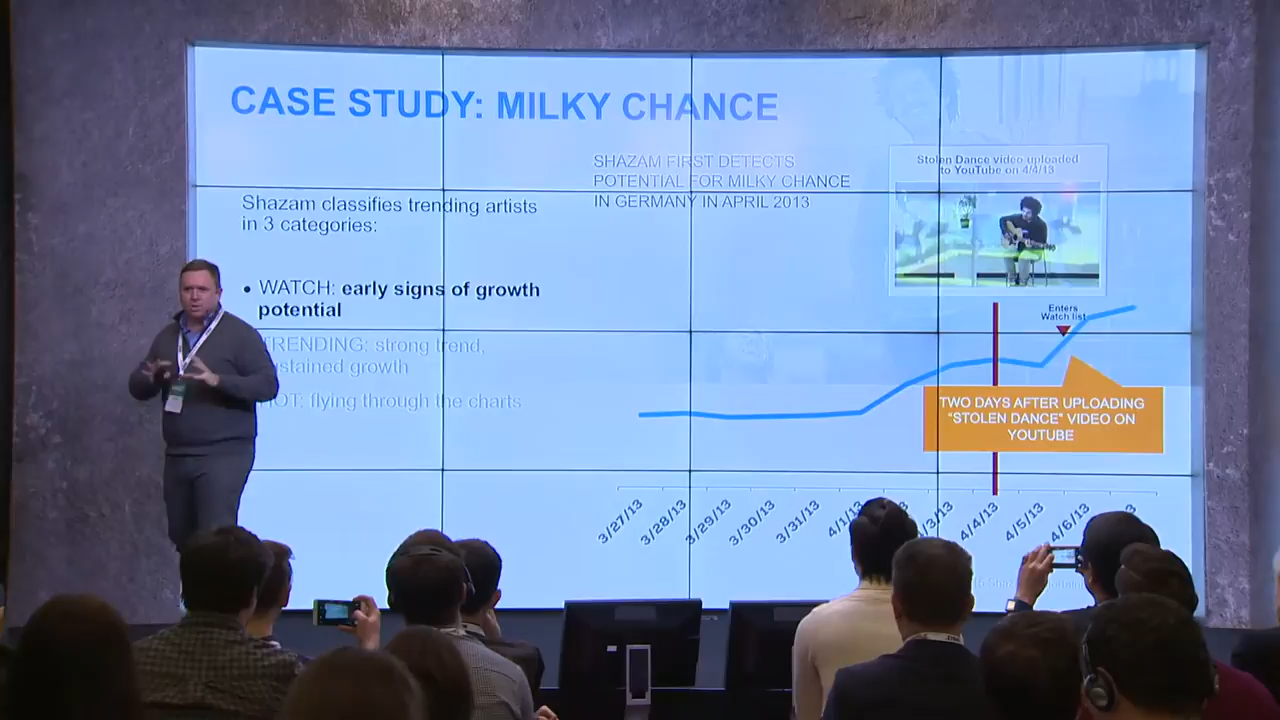 CASE STUDY: MILKY CHANCE
Shazam classifies trending artists
in 3 categories:
• WATCH: early signs of growth
potential
TRENDING: strong trend,
sustained growth
HOT: flying through the charts
SHAZAM FIRST DETECTS
POTENTIAL FOR MILKY CHANCE
IN GERMANY IN APRIL 2013
Stolen Dance video uploaded
to YouTube on 4/4/13
Enters
Watch list
TWO DAYS AFTER UPLOADING
"STOLEN DANCE" VIDEO ON
YOUTUBE
3/27/13
3/28/13
3/29/13
3/30/13
3/31/13
4/1/13
/3/13
4/4/13
4/5/13
4/6/13
3